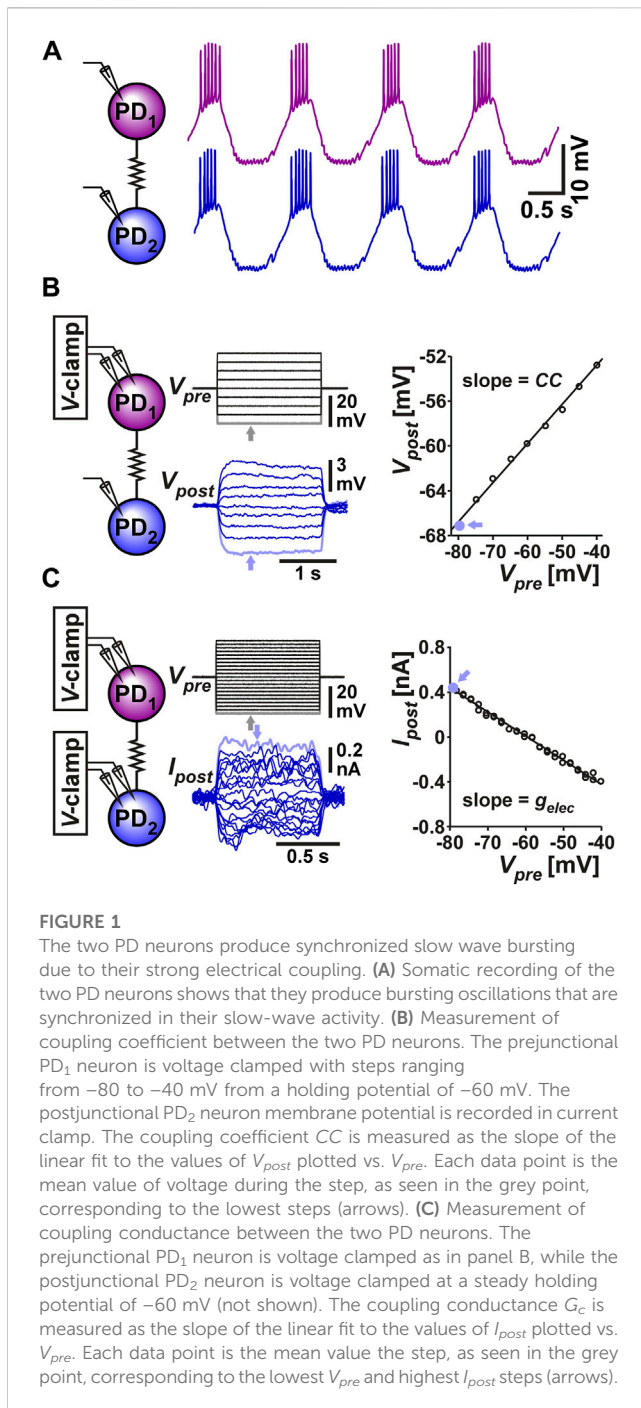 A
PD1
PD2
10 mV
0.5 s
B
V-clamp
PD1
PD2
Vpre
20
mV
Vpost
3
mV
1 s
Vpost [mV]
-52
-56
-60
-64
-68
slope = CC
-80 -70 -60 -50 -40
Vpre [mV]
C
V-clamp
PD1
V-clamp
PD2
Vpre
20
mV
Ipost
0.2
nA
0.5 s
Ipost [nA]
0.8
0.4
0
-0.4
-0.8
slope = gelec
-80 -70 -60 -50 -40
Vpre [mV]
FIGURE 1
The two PD neurons produce synchronized slow wave bursting
due to their strong electrical coupling. (A) Somatic recording of the
two PD neurons shows that they produce bursting oscillations that are
synchronized in their slow-wave activity. (B) Measurement of
coupling coefficient between the two PD neurons. The prejunctional
PD1 neuron is voltage clamped with steps ranging
from −80 to −40 mV from a holding potential of −60 mV. The
postjunctional PD2 neuron membrane potential is recorded in current
clamp. The coupling coefficient CC is measured as the slope of the
linear fit to the values of Vpost plotted vs. Vpre. Each data point is the
mean value of voltage during the step, as seen in the grey point,
corresponding to the lowest steps (arrows). (C) Measurement of
coupling conductance between the two PD neurons. The
prejunctional PD1 neuron is voltage clamped as in panel B, while the
postjunctional PD2 neuron is voltage clamped at a steady holding
potential of −60 mV (not shown). The coupling conductance Gc is
measured as the slope of the linear fit to the values of Ipost plotted vs.
Vpre. Each data point is the mean value the step, as seen in the grey
point, corresponding to the lowest Vpre and highest Ipost steps (arrows).